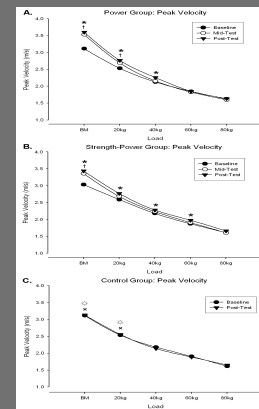 A. Power Group: Peak Velocity
Peak Velocity (m/s)
4.0
3.5
3.0
2.5
2.0
1.5
1.0
*
†
*
†
*
Baseline
Mid-Test
Post-Test
BM 20kg 40kg 60kg 80kg
Load
B. Strength-Power Group: Peak Velocity
Peak Velocity (m/s)
4.0
3.5
3.0
2.5
2.0
1.5
1.0
*
†
*
*
*
Baseline
Mid-Test
Post-Test
BM 20kg 40kg 60kg 80kg
Load
C. Control Group: Peak Velocity
Peak Velocity (m/s)
4.0
3.5
3.0
2.5
2.0
1.5
1.0
Baseline
Post-Test
BM 20kg 40kg 60kg 80kg
Load